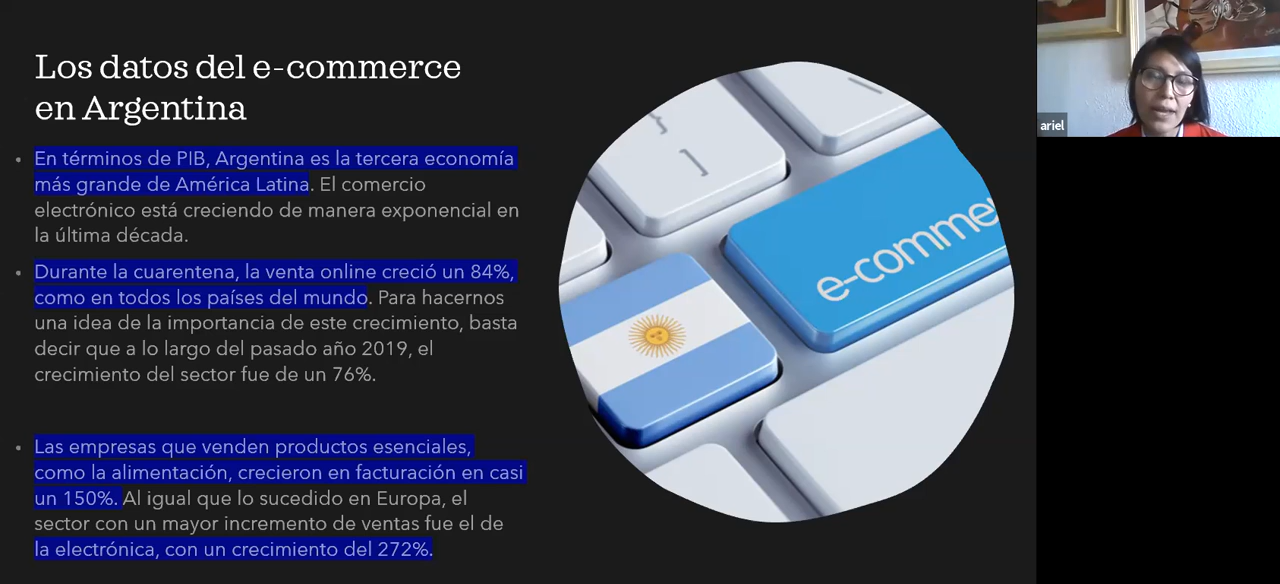 Los datos del e-commerce
en Argentina
• En términos de PIB, Argentina es la tercera economía
más grande de América Latina. El comercio
electrónico está creciendo de manera exponencial en
la última década.
• Durante la cuarentena, la venta online creció un 84%,
como en todos los países del mundo. Para hacernos
una idea de la importancia de este crecimiento, basta
decir que a lo largo del pasado año 2019, el
crecimiento del sector fue de un 76%.
• Las empresas que venden productos esenciales,
como la alimentación, crecieron en facturación en casi
un 150%. Al igual que lo sucedido en Europa, el
sector con un mayor incremento de ventas fue el de
la electrónica, con un crecimiento del 272%.
e-comme
ariel